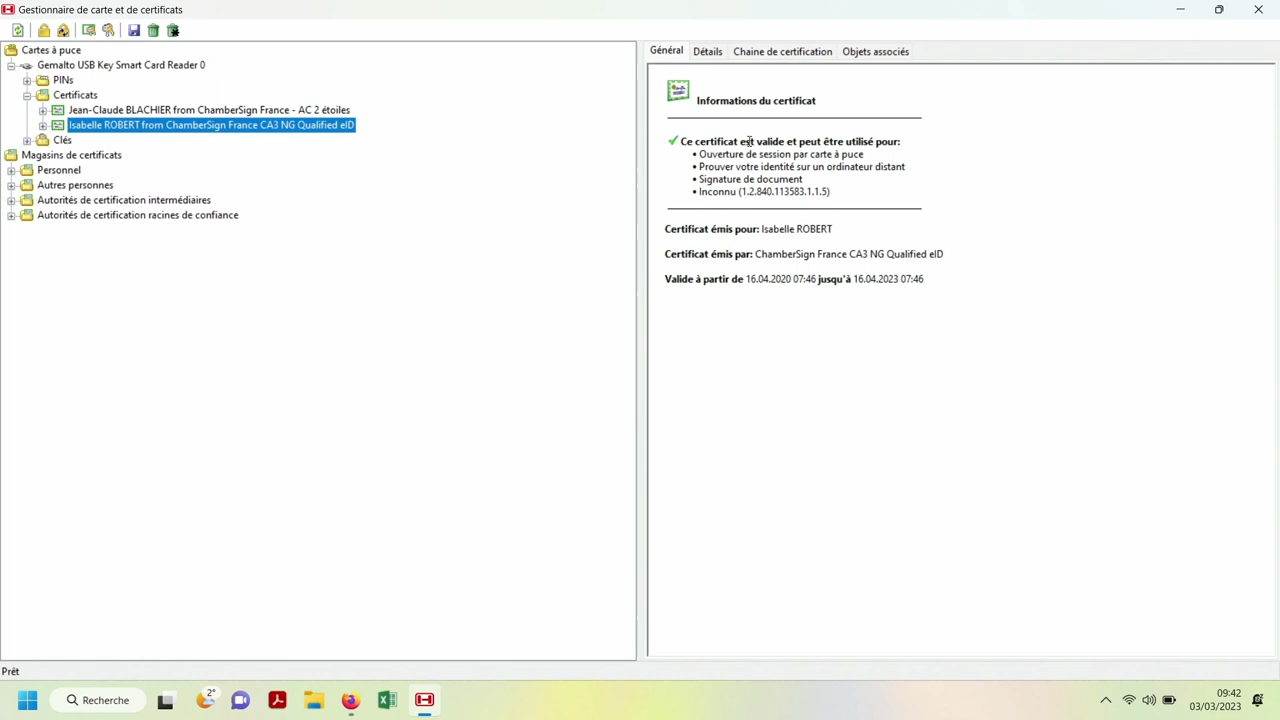 Gestionnaire de carte et de certificats
Cartes à puce
Gemalto USB Key Smart Card Reader 0
PINs
Certificats
Jean-Claude BLACHIER from ChamberSign France - AC 2 étoiles
Isabelle ROBERT from ChamberSign France CA3 NG Qualified eID
Clés
Magasins de certificats
Personnel
Autres personnes
Autorités de certification intermédiaires
Autorités de certification racines de confiance
Général Détails Chaine de certification Objets associés
Informations du certificat
Ce certificat est valide et peut être utilisé pour:
• Ouverture de session par carte à puce
• Prouver votre identité sur un ordinateur distant
• Signature de document
• Inconnu (1.2.840.113583.1.1.5)
Certificat émis pour: Isabelle ROBERT
Certificat émis par: ChamberSign France CA3 NG Qualified eID
Valide à partir de 16.04.2020 07:46 jusqu'à 16.04.2023 07:46
Prêt
Recherche
2°
09:42
03/03/2023